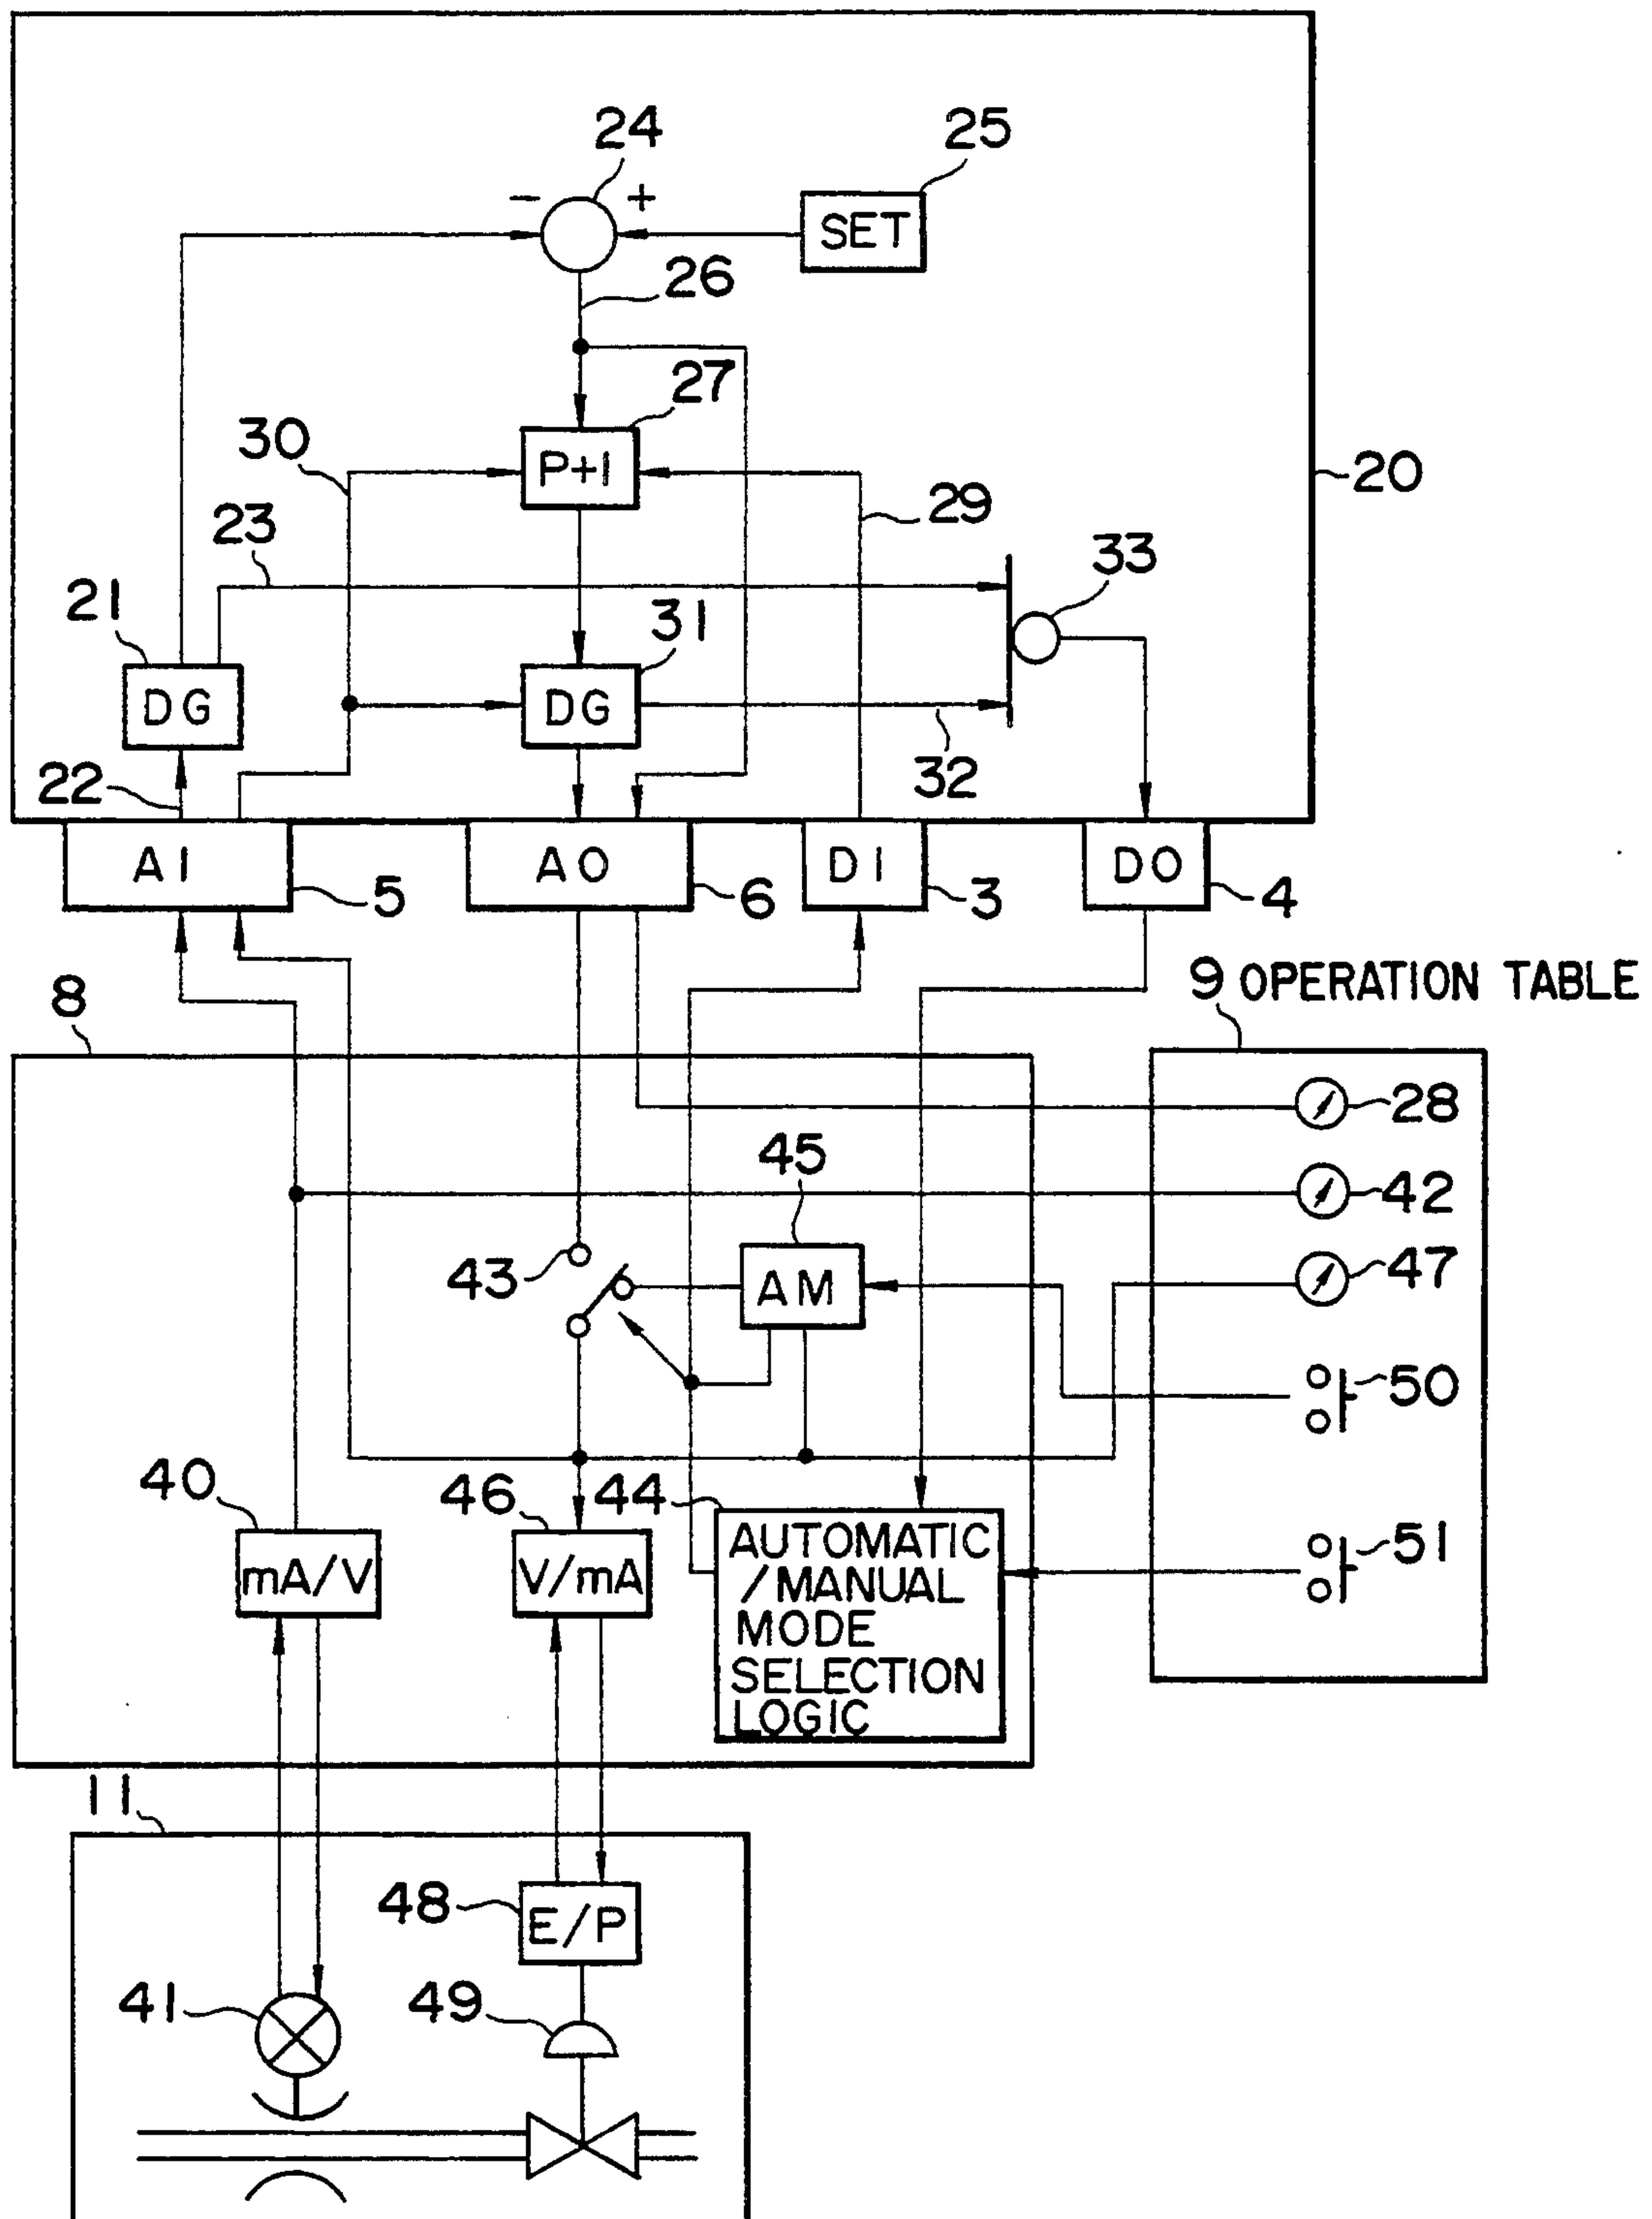 24
25
− +
SET
26
27
30
P+I
20
29
23
33
21
31
DG
DG
22
32
AI
AO
DI
DO
5
6
3
4
8
9 OPERATION TABLE
28
45
42
43
AM
47
50
40
46
44
51
mA/V
V/mA
AUTOMATIC
/MANUAL
MODE
SELECTION
LOGIC
11
48
E/P
41
49